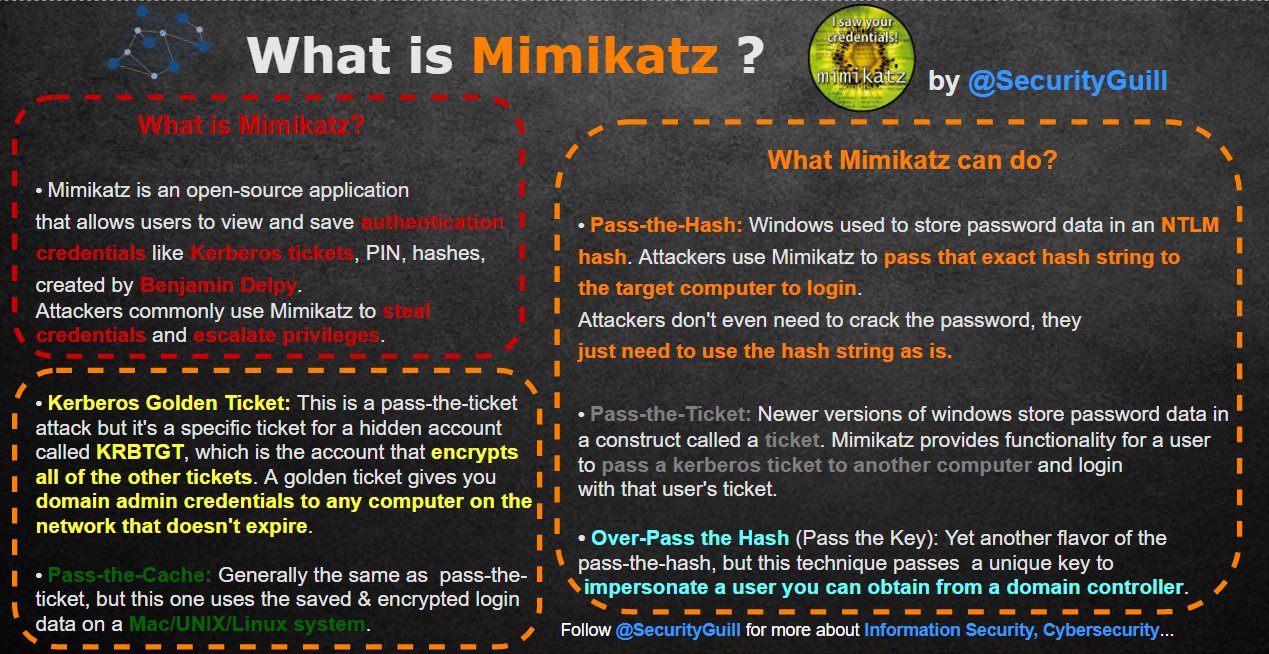 What is Mimikatz ?
I saw your
credentials!
mimikatz
by @SecurityGuill
What is Mimikatz?
• Mimikatz is an open-source application
that allows users to view and save authentication
credentials like Kerberos tickets, PIN, hashes,
created by Benjamin Delpy.
Attackers commonly use Mimikatz to steal
credentials and escalate privileges.
• Kerberos Golden Ticket: This is a pass-the-ticket
attack but it's a specific ticket for a hidden account
called KRBTGT, which is the account that encrypts
all of the other tickets. A golden ticket gives you
domain admin credentials to any computer on the
network that doesn't expire.
• Pass-the-Cache: Generally the same as  pass-the-
ticket, but this one uses the saved & encrypted login
data on a Mac/UNIX/Linux system.
What Mimikatz can do?
• Pass-the-Hash: Windows used to store password data in an NTLM
hash. Attackers use Mimikatz to pass that exact hash string to
the target computer to login.
Attackers don't even need to crack the password, they
just need to use the hash string as is.
• Pass-the-Ticket: Newer versions of windows store password data in
a construct called a ticket. Mimikatz provides functionality for a user
to pass a kerberos ticket to another computer and login
with that user's ticket.
• Over-Pass the Hash (Pass the Key): Yet another flavor of the
pass-the-hash, but this technique passes  a unique key to
impersonate a user you can obtain from a domain controller.
Follow @SecurityGuill for more about Information Security, Cybersecurity...